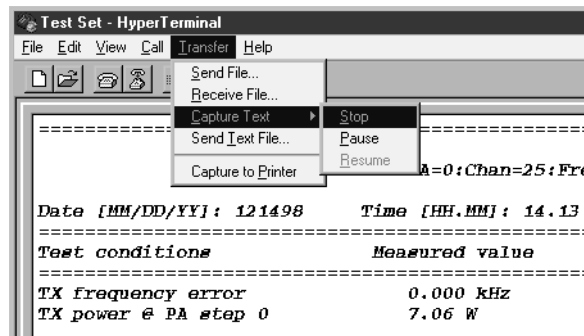 Test Set - HyperTerminal
File Edit View Call Transfer Help
Send File...
Receive File...
Capture Text
Send Text File...
Capture to Printer
Stop
Pause
Resume
A=0:Chan=25:Fre
Date [MM/DD/YY]: 121498 Time [HH.MM]: 14.13
Test conditions Measured value
TX frequency error 0.000 kHz
TX power @ PA step 0 7.06 W